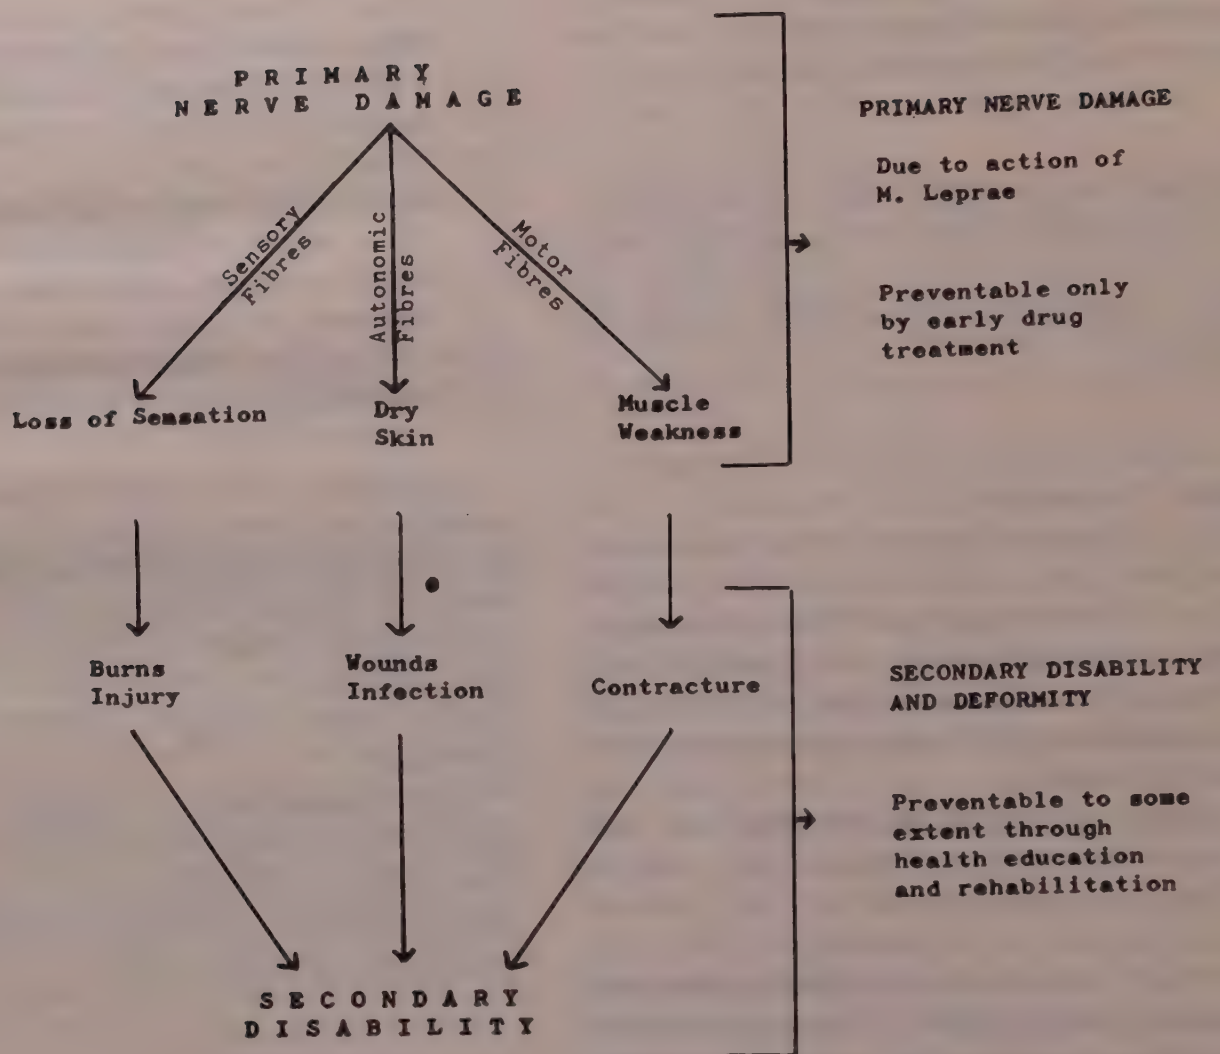 PRIMARY
NERVE DAMAGE
Sensory
Fibres
Autonomic
Fibres
Motor
Fibres
Loss of Sensation
Dry
Skin
Muscle
Weakness
PRIMARY NERVE DAMAGE
Due to action of
M. Leprae
Preventable only
by early drug
treatment
Burns
Injury
Wounds
Infection
Contracture
SECONDARY
DISABILITY
SECONDARY DISABILITY
AND DEFORMITY
Preventable to some
extent through
health education
and rehabilitation